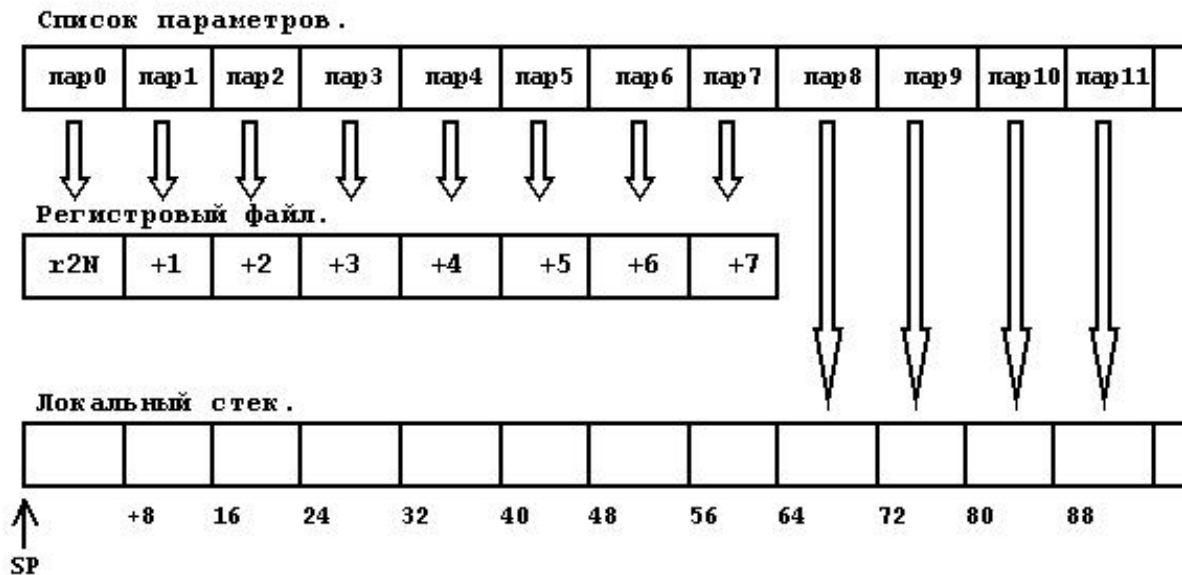 Список параметров.
пар0 пар1 пар2 пар3 пар4 пар5 пар6 пар7 пар8 пар9 пар10 пар11
Регистровый файл.
r2N +1 +2 +3 +4 +5 +6 +7
Локальный стек.
+8 16 24 32 40 48 56 64 72 80 88
SP